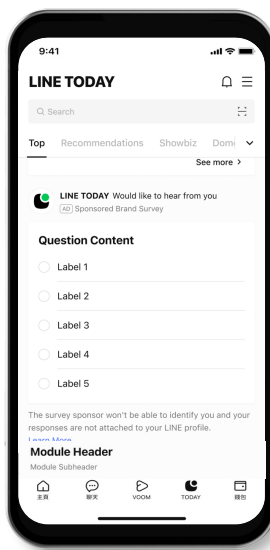 9:41
LINE TODAY
Search
Top Recommendations Showbiz Dome
See more >
LINE TODAY Would like to hear from you
AD Sponsored Brand Survey
Question Content
Label 1
Label 2
Label 3
Label 4
Label 5
The survey sponsor won't be able to identify you and your
responses are not attached to your LINE profile.
Learn More
Module Header
Module Subheader
主頁 聊天 VOOM TODAY 錢包